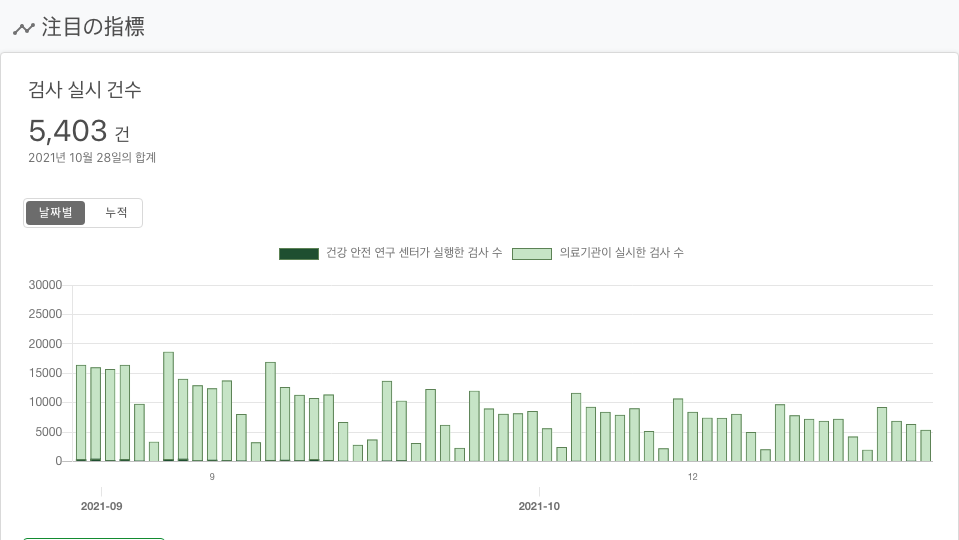 注目の指標
검사 실시 건수
5,403 건
2021년 10월 28일의 합계
날짜별 누적
건강 안전 연구 센터가 실행한 검사 수 의료기관이 실시한 검사 수
30000
25000
20000
15000
10000
5000
0
9 12
2021-09 2021-10